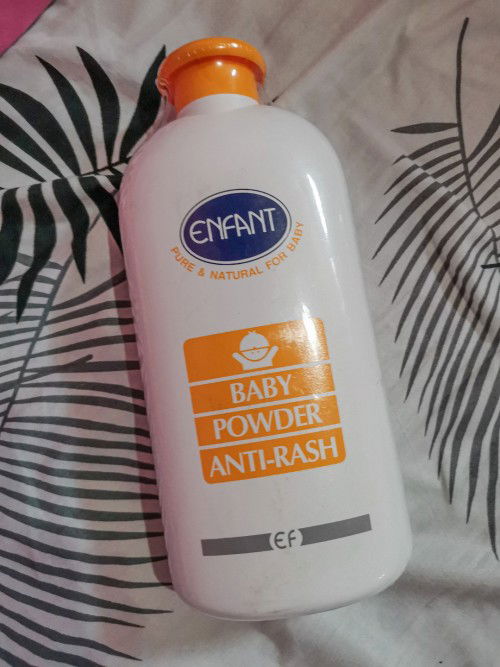 ENFANT
PURE & NATURAL FOR BABY
BABY
POWDER
ANTI-RASH
EF